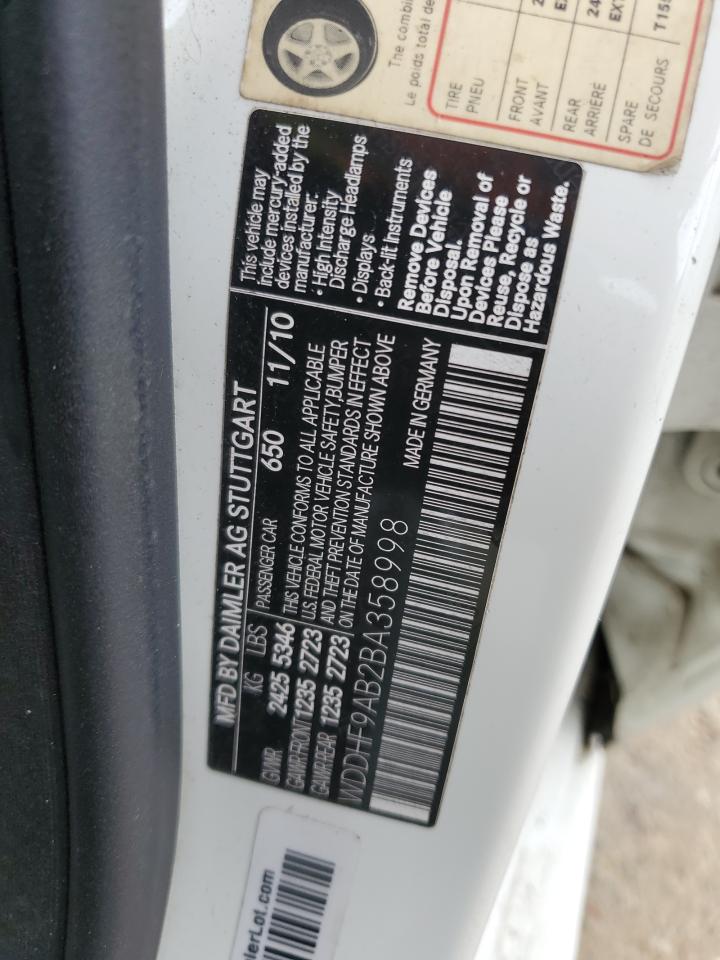 The combi
Le poids total de
TIRE
PNEU
FRONT
AVANT
REAR
ARRIÈRE
SPARE
DE SECOURS
2
E
24
EXT
T155
MFD BY DAIMLER AG STUTTGART
KG LBS PASSENGER CAR 650 11/10
GVWR 2425 5346
GAWR FRONT 1235 2723
GAWR REAR 1235 2723
THIS VEHICLE CONFORMS TO ALL APPLICABLE
U.S. FEDERAL MOTOR VEHICLE SAFETY, BUMPER
AND THEFT PREVENTION STANDARDS IN EFFECT
ON THE DATE OF MANUFACTURE SHOWN ABOVE
WDDHF9AB2BA358998 MADE IN GERMANY
This vehicle may
include mercury-added
devices installed by the
manufacturer:
• High Intensity
Discharge Headlamps
• Displays
• Back-lit Instruments
Remove Devices
Before Vehicle
Disposal.
Upon Removal of
Devices Please
Reuse, Recycle or
Dispose as
Hazardous Waste.
lerLot.com